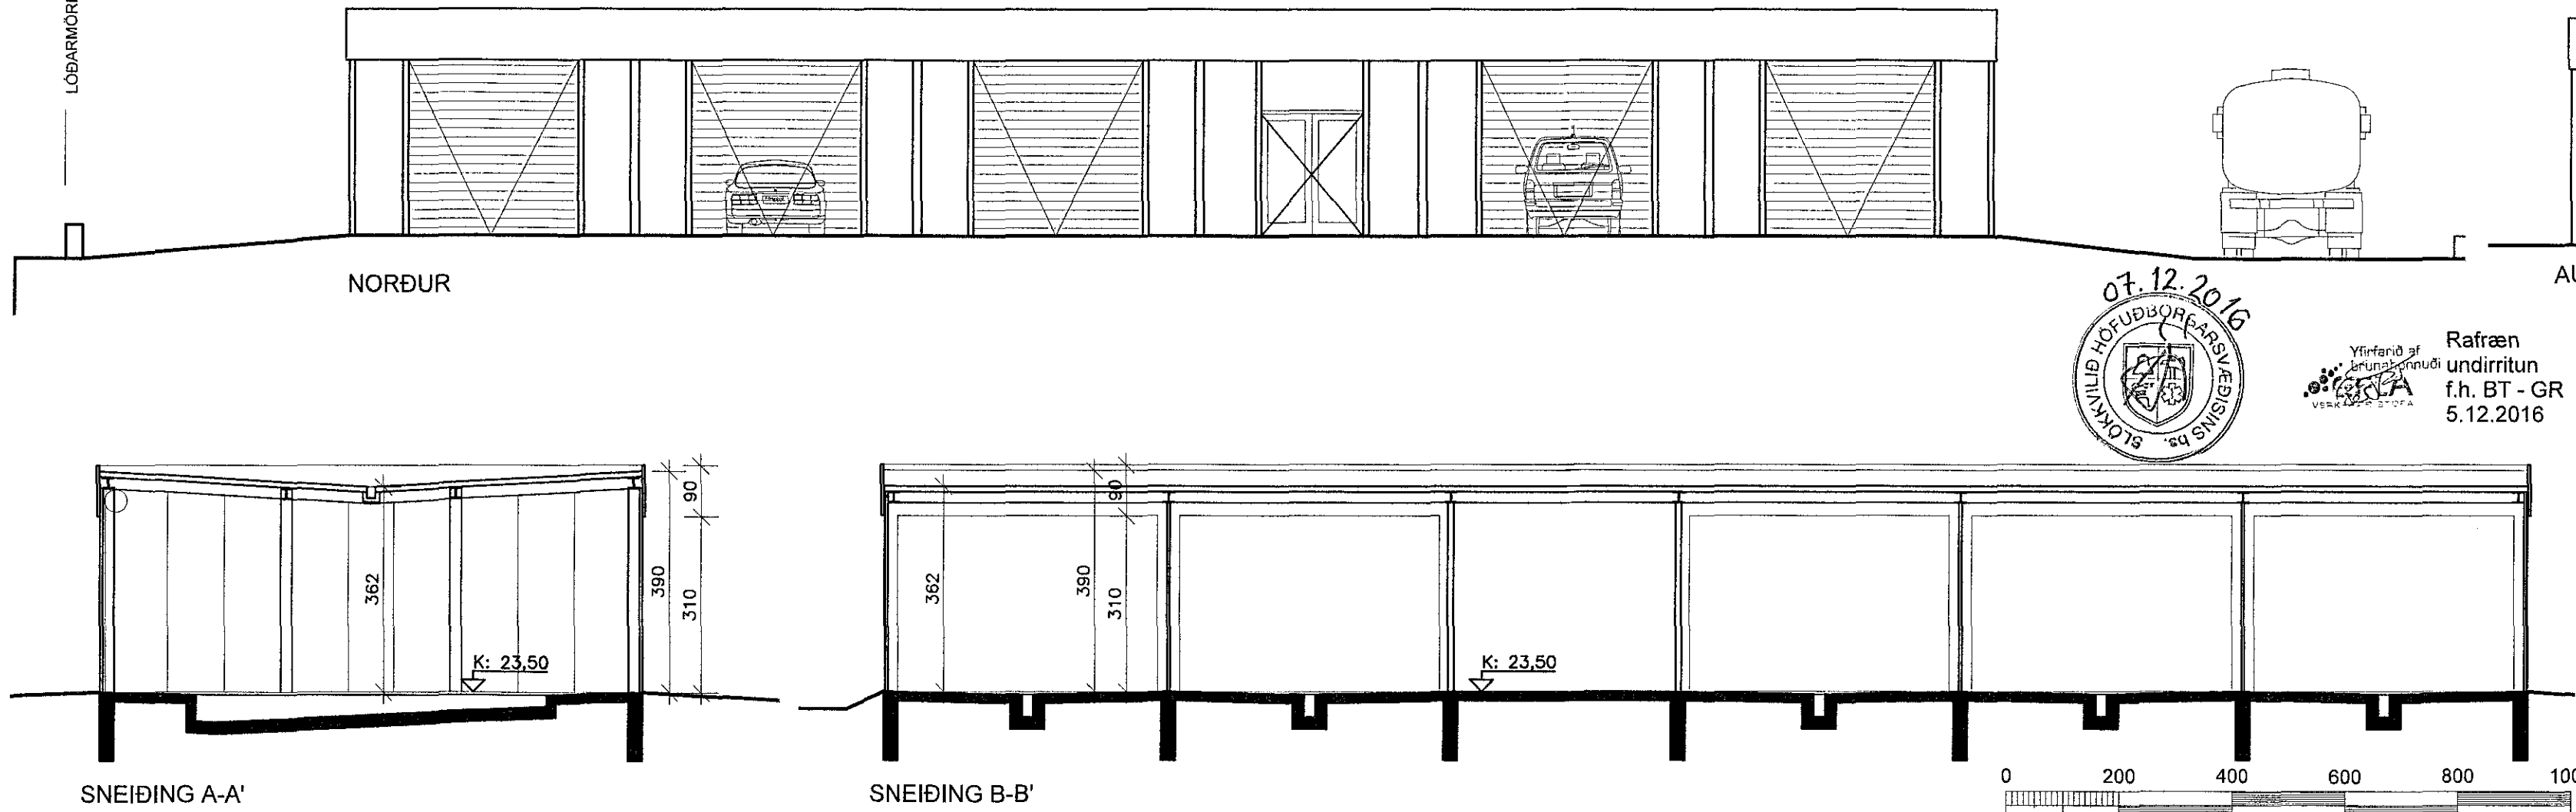 LÓÐARMÖR
NORÐUR
AU
07.12.2016
SLÖKKVILIÐ HÖFUÐBORGARSVÆÐISINS bs.
Yfirfarið af
brunahönnuði
VERKFRÆÐISTOFA
Rafræn
undirritun
f.h. BT - GR
5.12.2016
362
390
90
310
K: 23,50
SNEIÐING A-A'
362
390
90
310
K: 23,50
SNEIÐING B-B'
0 200 400 600 800 100